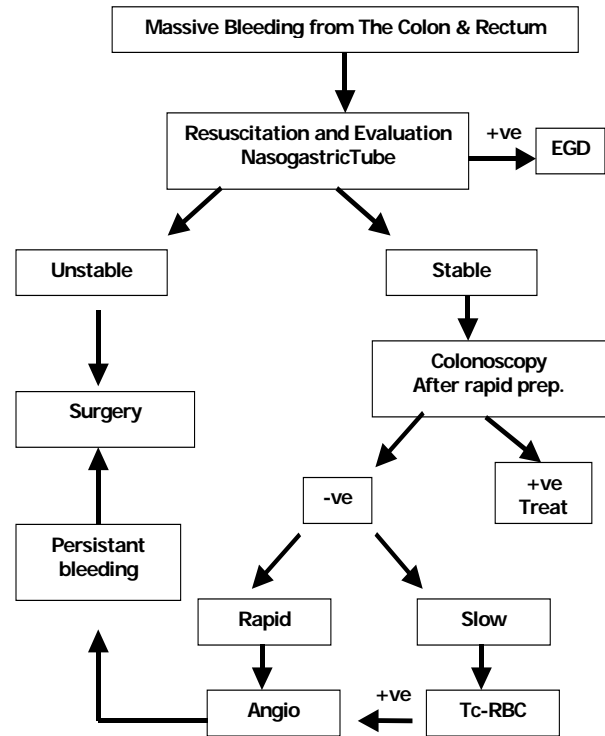 Massive Bleeding from The Colon & Rectum
Resuscitation and Evaluation
NasogastricTube
+ve
EGD
Unstable
Stable
Colonoscopy
After rapid prep.
Surgery
-ve
+ve
Treat
Persistant
bleeding
Rapid
Slow
Angio
+ve
Tc-RBC